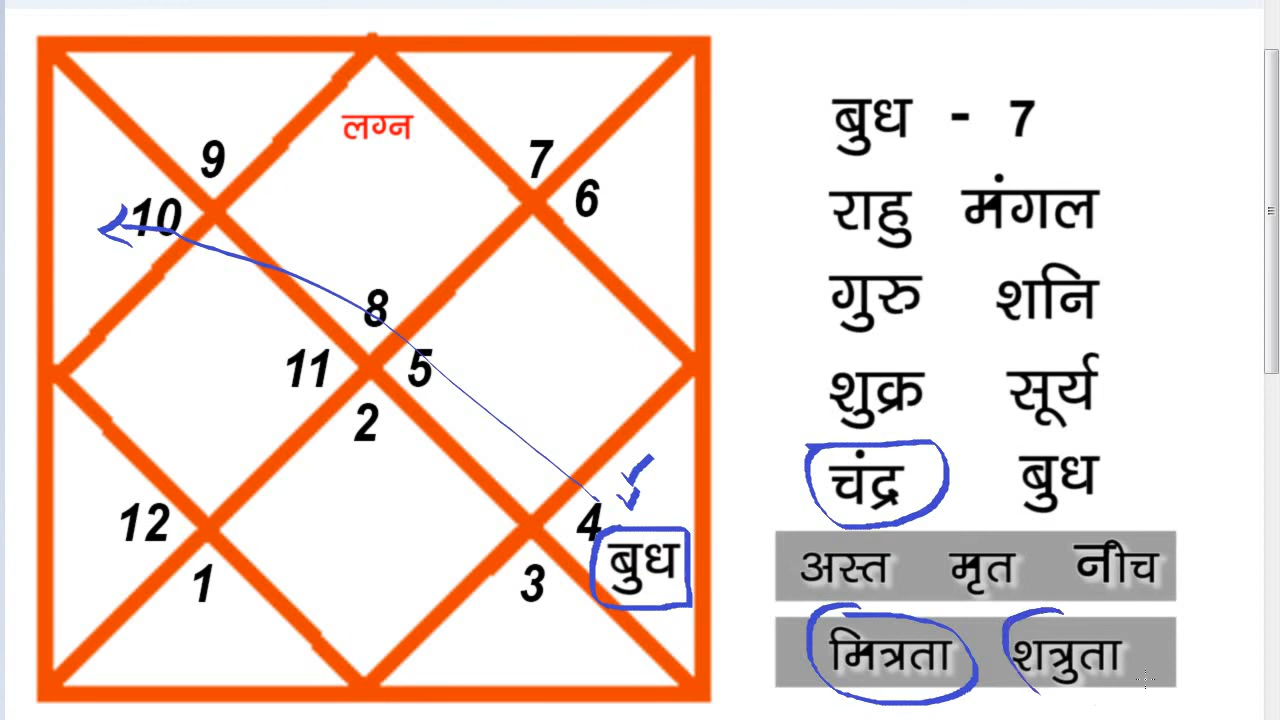 लग्न
9
7
10
6
8
11
5
2
12
4
बुध
1
3
बुध - 7
राहु मंगल
गुरु शनि
शुक्र सूर्य
चंद्र बुध
अस्त मृत नीच
मित्रता शत्रुता